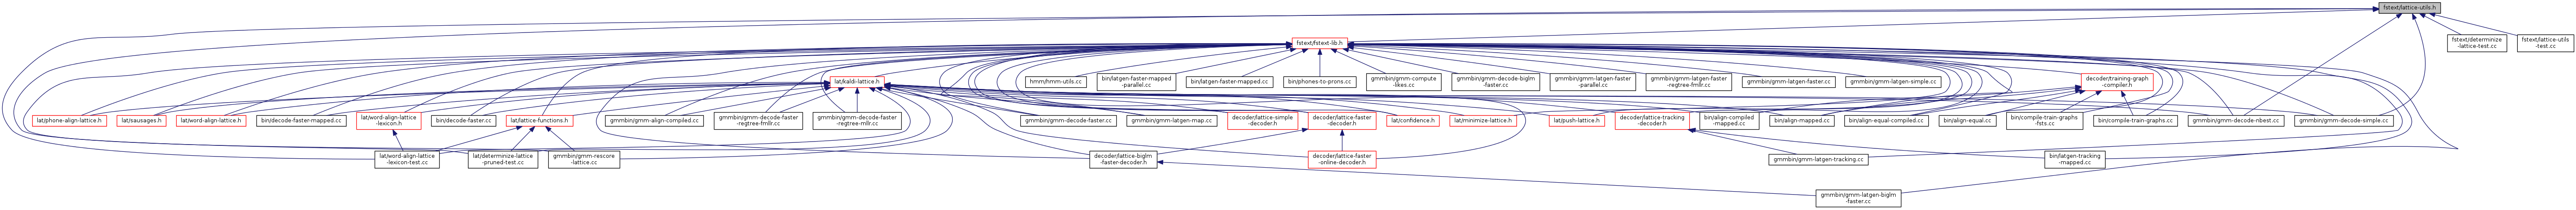 fstext/lattice-utils.h
fstext/fstext-lib.h
fstext/determinize
-lattice-test.cc
fstext/lattice-utils
-test.cc
lat/kaldi-lattice.h
hmm/hmm-utils.cc
bin/latgen-faster-mapped
-parallel.cc
bin/latgen-faster-mapped.cc
bin/phones-to-prons.cc
gmmbin/gmm-compute
-likes.cc
gmmbin/gmm-decode-biglm
-faster.cc
gmmbin/gmm-latgen-faster
-parallel.cc
gmmbin/gmm-latgen-faster
-regtree-fmllr.cc
gmmbin/gmm-latgen-faster.cc
gmmbin/gmm-latgen-simple.cc
decoder/training-graph
-compiler.h
lat/phone-align-lattice.h
lat/sausages.h
lat/word-align-lattice.h
bin/decode-faster-mapped.cc
lat/word-align-lattice
-lexicon.h
bin/decode-faster.cc
lat/lattice-functions.h
gmmbin/gmm-align-compiled.cc
gmmbin/gmm-decode-faster
-regtree-fmllr.cc
gmmbin/gmm-decode-faster
-regtree-mllr.cc
gmmbin/gmm-decode-faster.cc
gmmbin/gmm-latgen-map.cc
decoder/lattice-simple
-decoder.h
decoder/lattice-faster
-decoder.h
lat/confidence.h
lat/minimize-lattice.h
lat/push-lattice.h
decoder/lattice-tracking
-decoder.h
bin/align-compiled
-mapped.cc
bin/align-mapped.cc
bin/align-equal-compiled.cc
bin/align-equal.cc
bin/compile-train-graphs
-fsts.cc
bin/compile-train-graphs.cc
gmmbin/gmm-decode-nbest.cc
gmmbin/gmm-decode-simple.cc
lat/word-align-lattice
-lexicon-test.cc
lat/determinize-lattice
-pruned-test.cc
gmmbin/gmm-rescore
-lattice.cc
decoder/lattice-biglm
-faster-decoder.h
decoder/lattice-faster
-online-decoder.h
gmmbin/gmm-latgen-tracking.cc
bin/latgen-tracking
-mapped.cc
gmmbin/gmm-latgen-biglm
-faster.cc